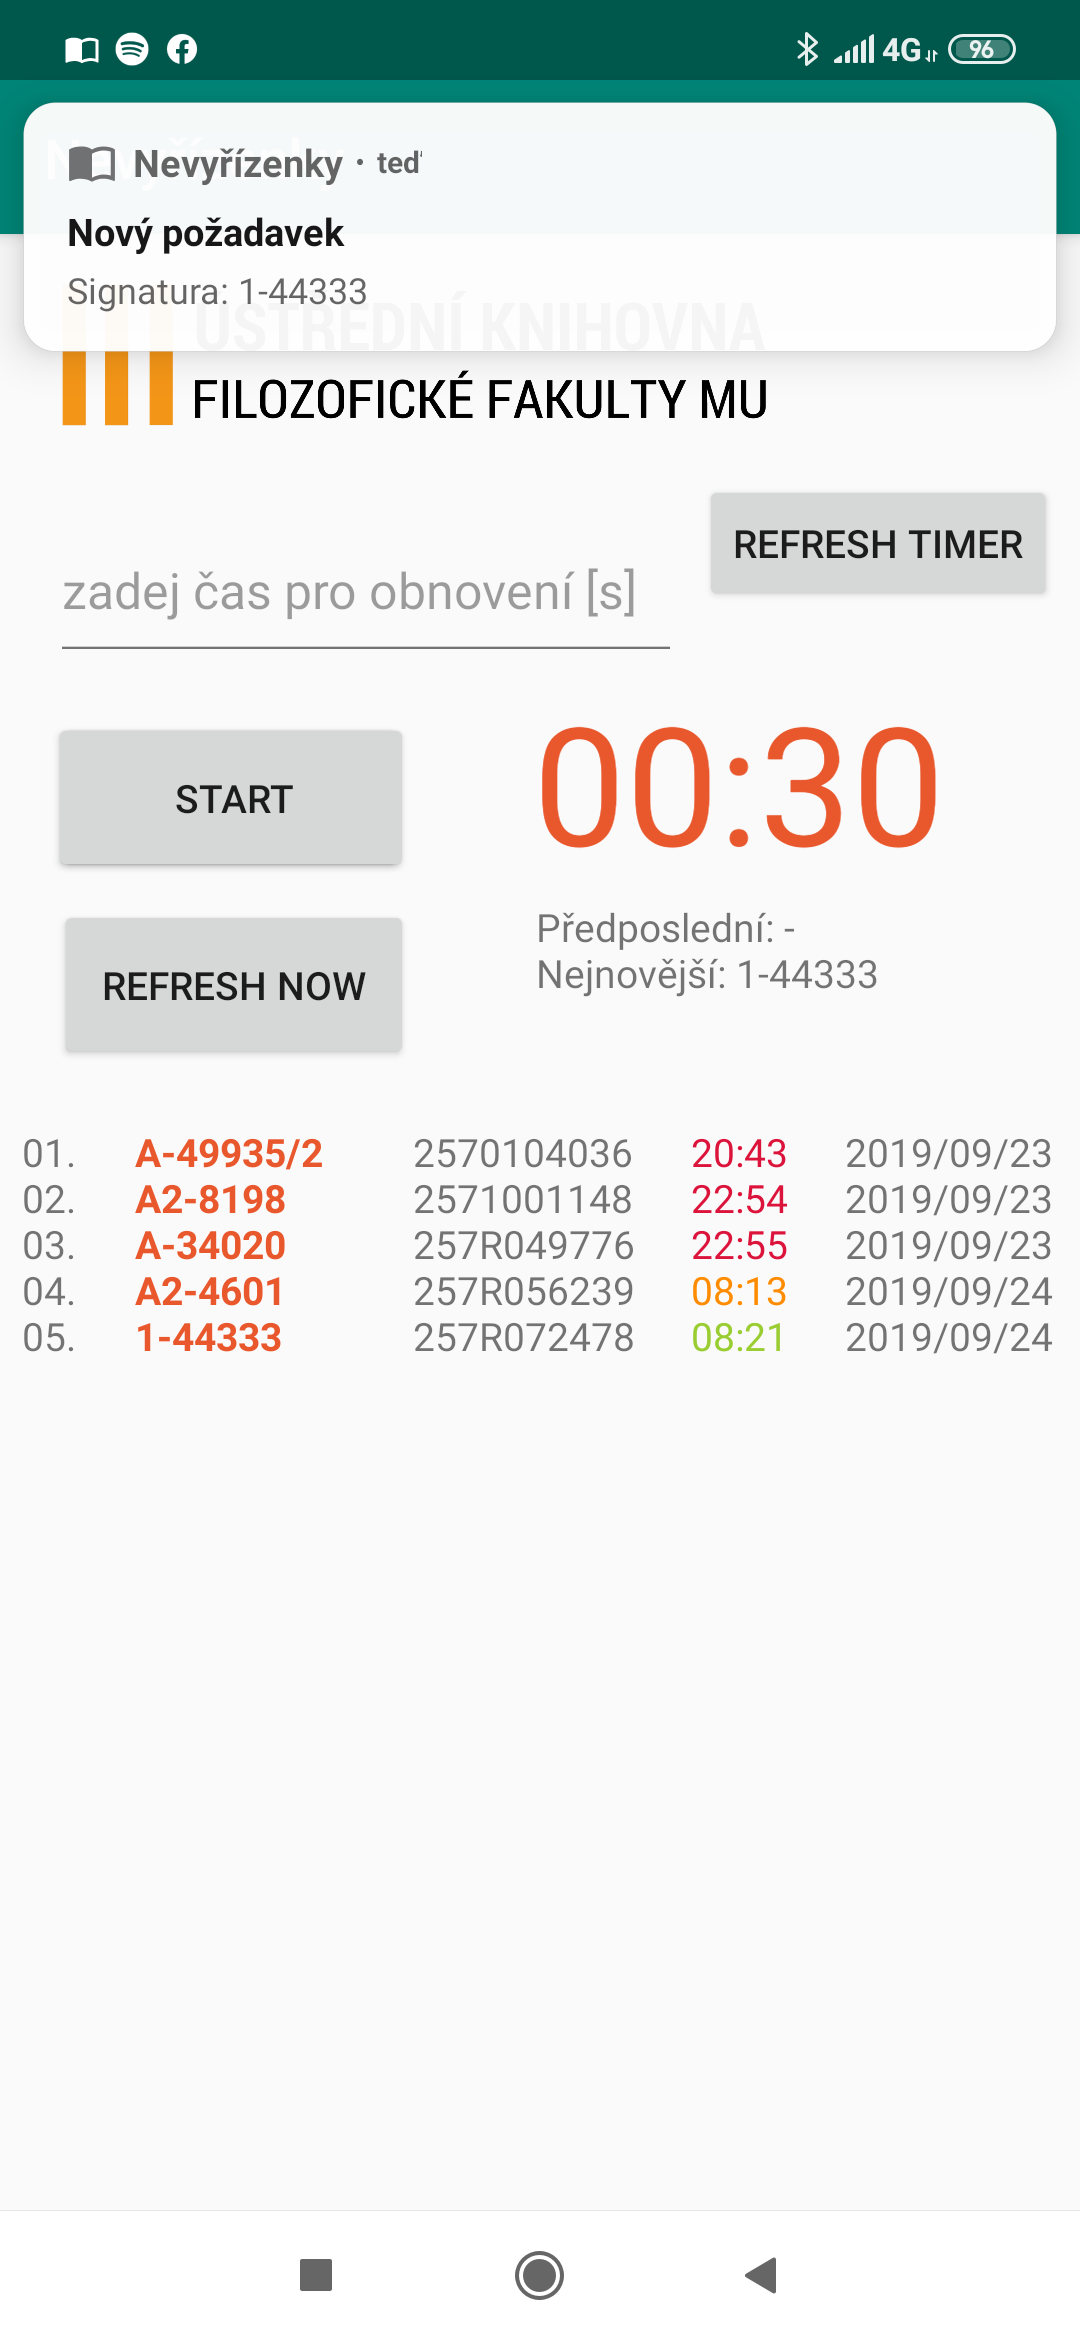 4G 96
Nevyřízenky · teď
Nový požadavek
Signatura: 1-44333
ÚSTŘEDNÍ KNIHOVNA
FILOZOFICKÉ FAKULTY MU
REFRESH TIMER
zadej čas pro obnovení [s]
START
00:30
REFRESH NOW
Předposlední: -
Nejnovější: 1-44333
01. A-49935/2 2570104036 20:43 2019/09/23
02. A2-8198 2571001148 22:54 2019/09/23
03. A-34020 257R049776 22:55 2019/09/23
04. A2-4601 257R056239 08:13 2019/09/24
05. 1-44333 257R072478 08:21 2019/09/24